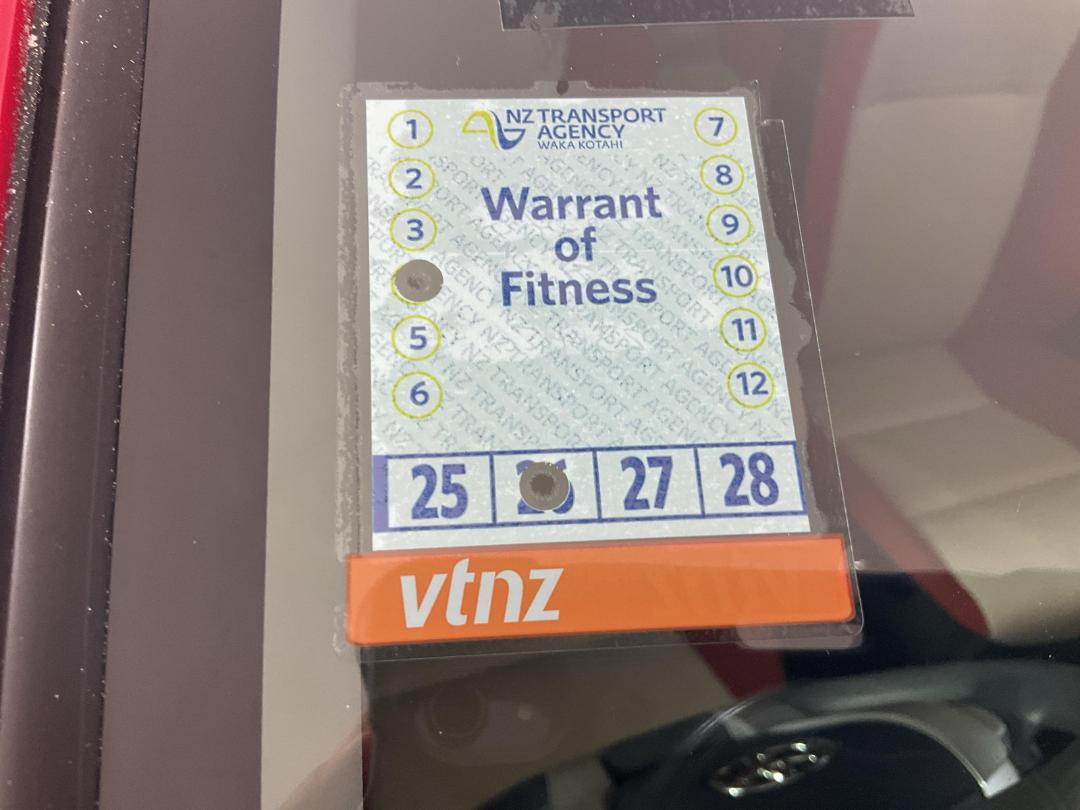 NZ TRANSPORT
AGENCY
WAKA KOTAHI
1
2
3
5
6
7
8
9
10
11
12
Warrant
of
Fitness
25 26 27 28
vtnz